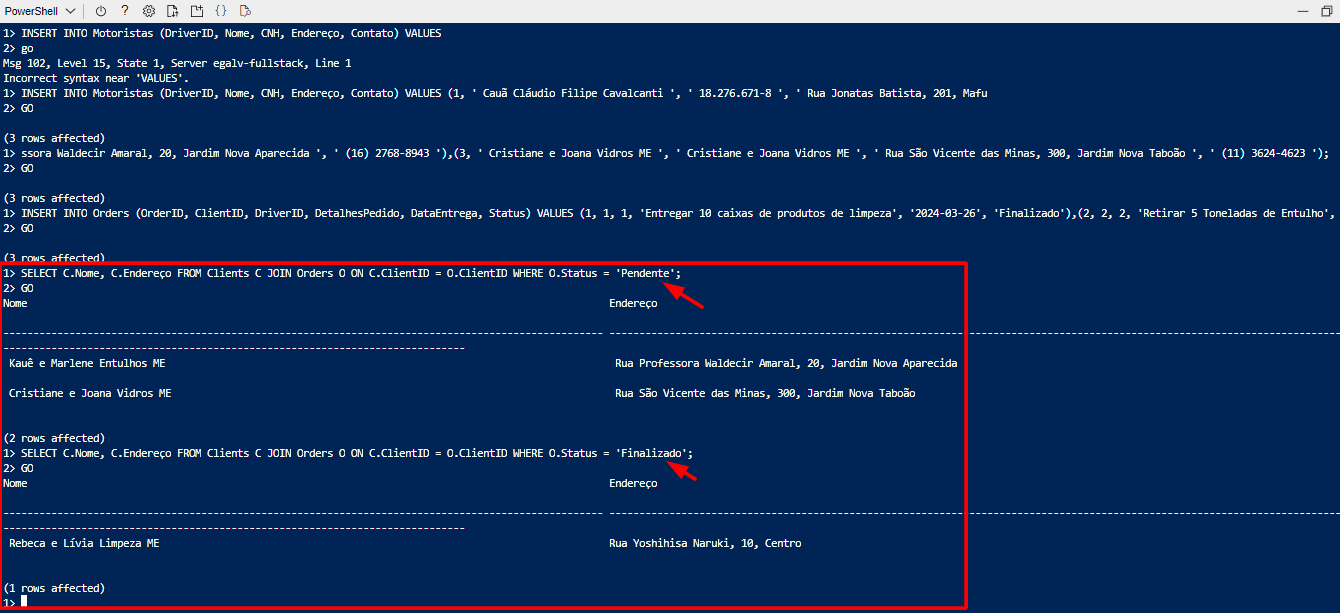 PowerShell
1> INSERT INTO Motoristas (DriverID, Nome, CNH, Endereço, Contato) VALUES
2> go
Msg 102, Level 15, State 1, Server egalv-fullstack, Line 1
Incorrect syntax near 'VALUES'.
1> INSERT INTO Motoristas (DriverID, Nome, CNH, Endereço, Contato) VALUES (1, ' Cauã Cláudio Filipe Cavalcanti ', ' 18.276.671-8 ', ' Rua Jonatas Batista, 201, Mafu
2> GO
(3 rows affected)
1> ssora Waldecir Amaral, 20, Jardim Nova Aparecida ', ' (16) 2768-8943 '),(3, ' Cristiane e Joana Vidros ME ', ' Cristiane e Joana Vidros ME ', ' Rua São Vicente das Minas, 300, Jardim Nova Taboão ', ' (11) 3624-4623 ');
2> GO
(3 rows affected)
1> INSERT INTO Orders (OrderID, ClientID, DriverID, DetalhesPedido, DataEntrega, Status) VALUES (1, 1, 1, 'Entregar 10 caixas de produtos de limpeza', '2024-03-26', 'Finalizado'),(2, 2, 2, 'Retirar 5 Toneladas de Entulho',
2> GO
(3 rows affected)
1> SELECT C.Nome, C.Endereço FROM Clients C JOIN Orders O ON C.ClientID = O.ClientID WHERE O.Status = 'Pendente';
2> GO
Nome Endereço
Kauê e Marlene Entulhos ME Rua Professora Waldecir Amaral, 20, Jardim Nova Aparecida
Cristiane e Joana Vidros ME Rua São Vicente das Minas, 300, Jardim Nova Taboão
(2 rows affected)
1> SELECT C.Nome, C.Endereço FROM Clients C JOIN Orders O ON C.ClientID = O.ClientID WHERE O.Status = 'Finalizado';
2> GO
Nome Endereço
Rebeca e Lívia Limpeza ME Rua Yoshihisa Naruki, 10, Centro
(1 rows affected)
1>